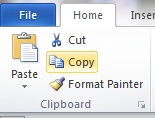 File Home Inser
Cut
Copy
Paste
Format Painter
Clipboard